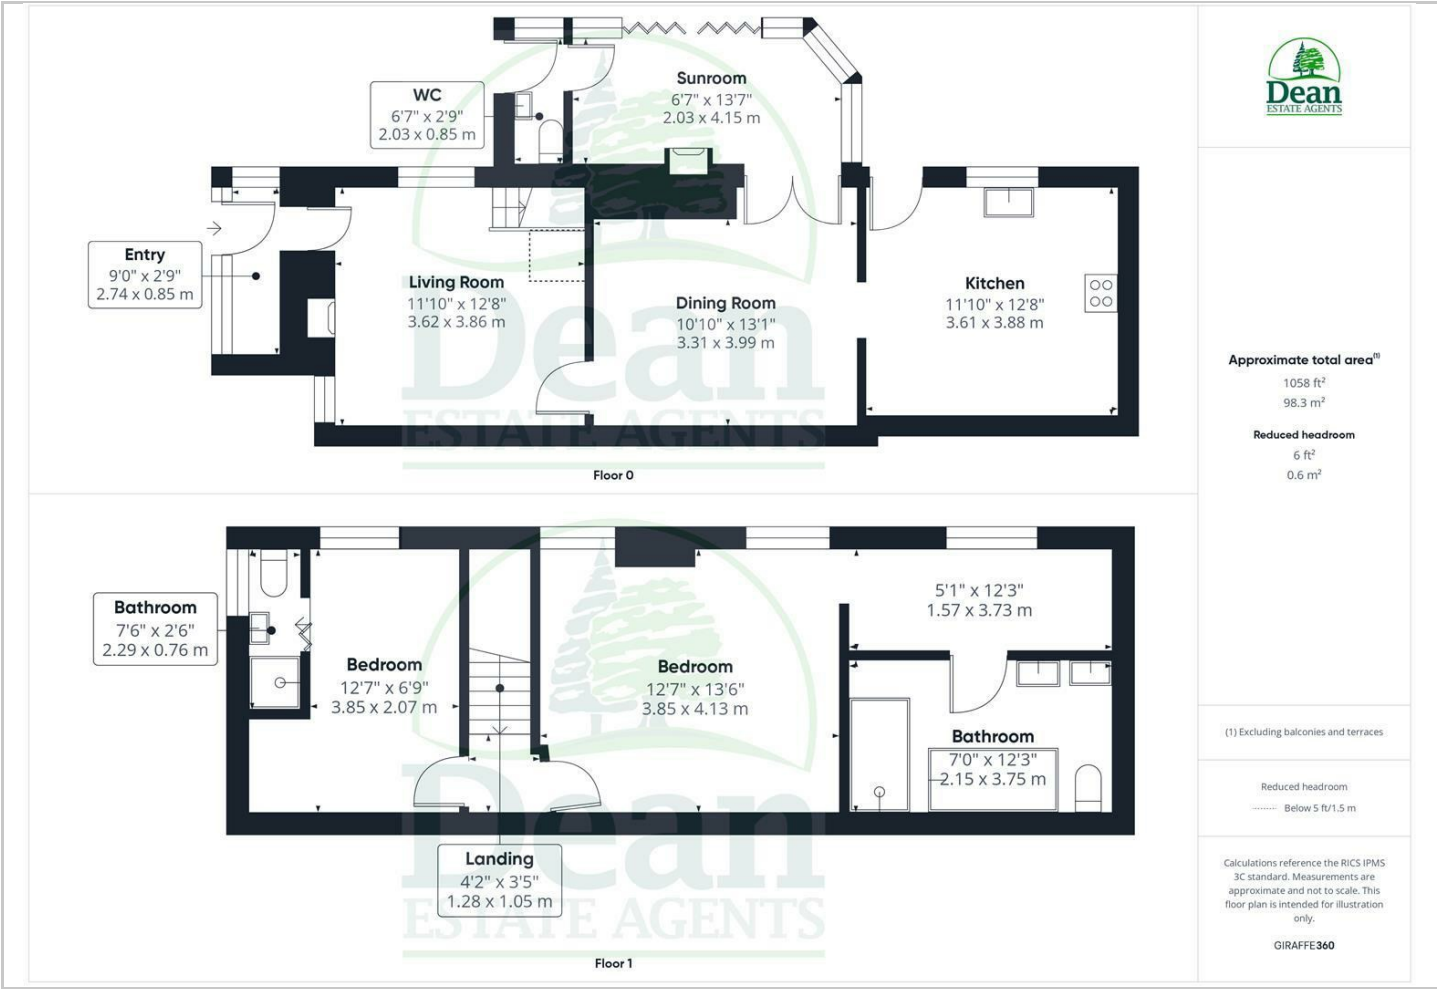 WC
6'7" x 2'9"
2.03 x 0.85 m
Sunroom
6'7" x 13'7"
2.03 x 4.15 m
Entry
9'0" x 2'9"
2.74 x 0.85 m
Living Room
11'10" x 12'8"
3.62 x 3.86 m
Dining Room
10'10" x 13'1"
3.31 x 3.99 m
Kitchen
11'10" x 12'8"
3.61 x 3.88 m
Dean
ESTATE AGENTS
Floor 0
Bathroom
7'6" x 2'6"
2.29 x 0.76 m
Bedroom
12'7" x 6'9"
3.85 x 2.07 m
Bedroom
12'7" x 13'6"
3.85 x 4.13 m
5'1" x 12'3"
1.57 x 3.73 m
Bathroom
7'0" x 12'3"
2.15 x 3.75 m
Landing
4'2" x 3'5"
1.28 x 1.05 m
Dean
ESTATE AGENTS
Floor 1
Dean
ESTATE AGENTS
Approximate total area(1)
1058 ft²
98.3 m²
Reduced headroom
6 ft²
0.6 m²
(1) Excluding balconies and terraces
Reduced headroom
Below 5 ft/1.5 m
Calculations reference the RICS IPMS
3C standard. Measurements are
approximate and not to scale. This
floor plan is intended for illustration
only.
GIRAFFE360